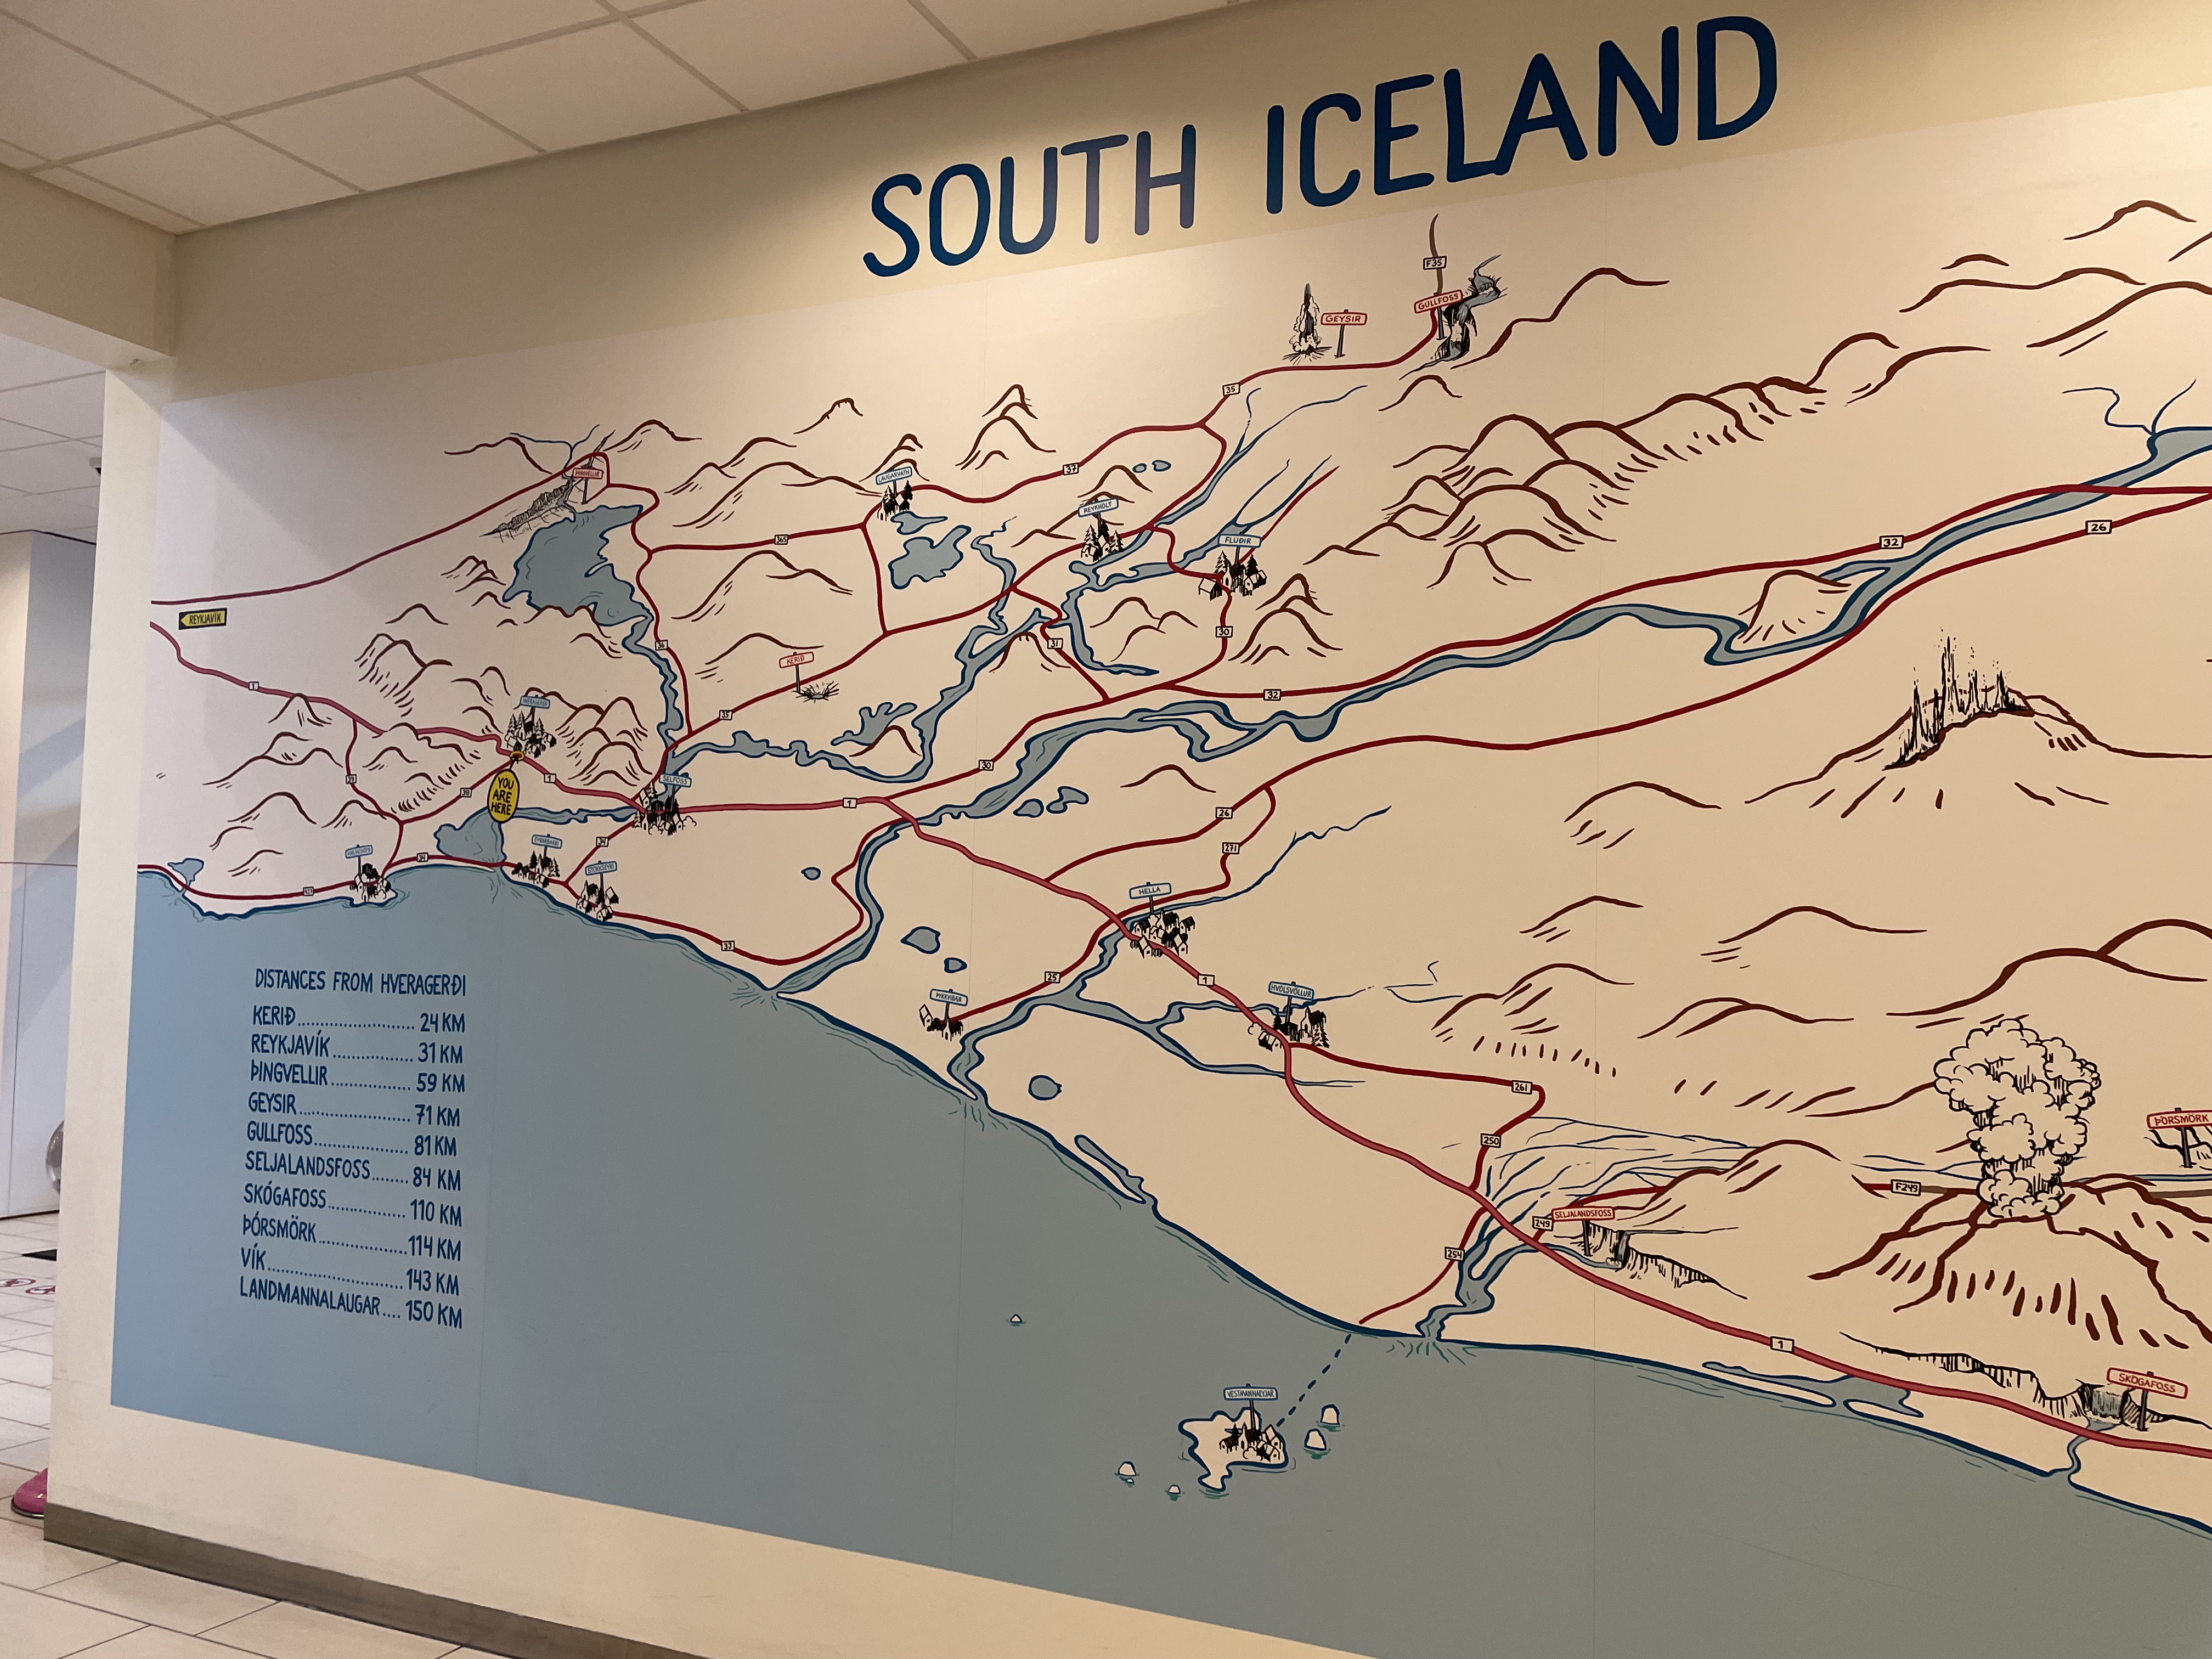 SOUTH ICELAND
F35
GULLFOSS
GEYSIR
35
ÞINGVELLIR
LAUGARVATN
37
REYKHOLT
365
FLÚÐIR
32
26
REYKJAVÍK
36
31
30
KERIÐ
1
32
HVERAGERÐI
35
30
1
SELFOSS
YOU
ARE
HERE
38
1
26
34
271
EYRARBAKKI
STOKKSEYRI
34
HELLA
33
25
1
ÞYKKVIBÆR
HVOLSVÖLLUR
DISTANCES FROM HVERAGERÐI
KERIÐ........................ 24 KM
REYKJAVÍK ................ 31 KM
ÞINGVELLIR ................ 59 KM
GEYSIR ...................... 71 KM
GULLFOSS.................... 81 KM
SELJALANDSFOSS........ 84 KM
SKÓGAFOSS................ 110 KM
ÞÓRSMÖRK..................114 KM
VÍK............................143 KM
LANDMANNALAUGAR.... 150 KM
261
250
ÞÓRSMÖRK
F249
SELJALANDSFOSS
249
254
1
SKÓGAFOSS
VESTMANNAEYJAR